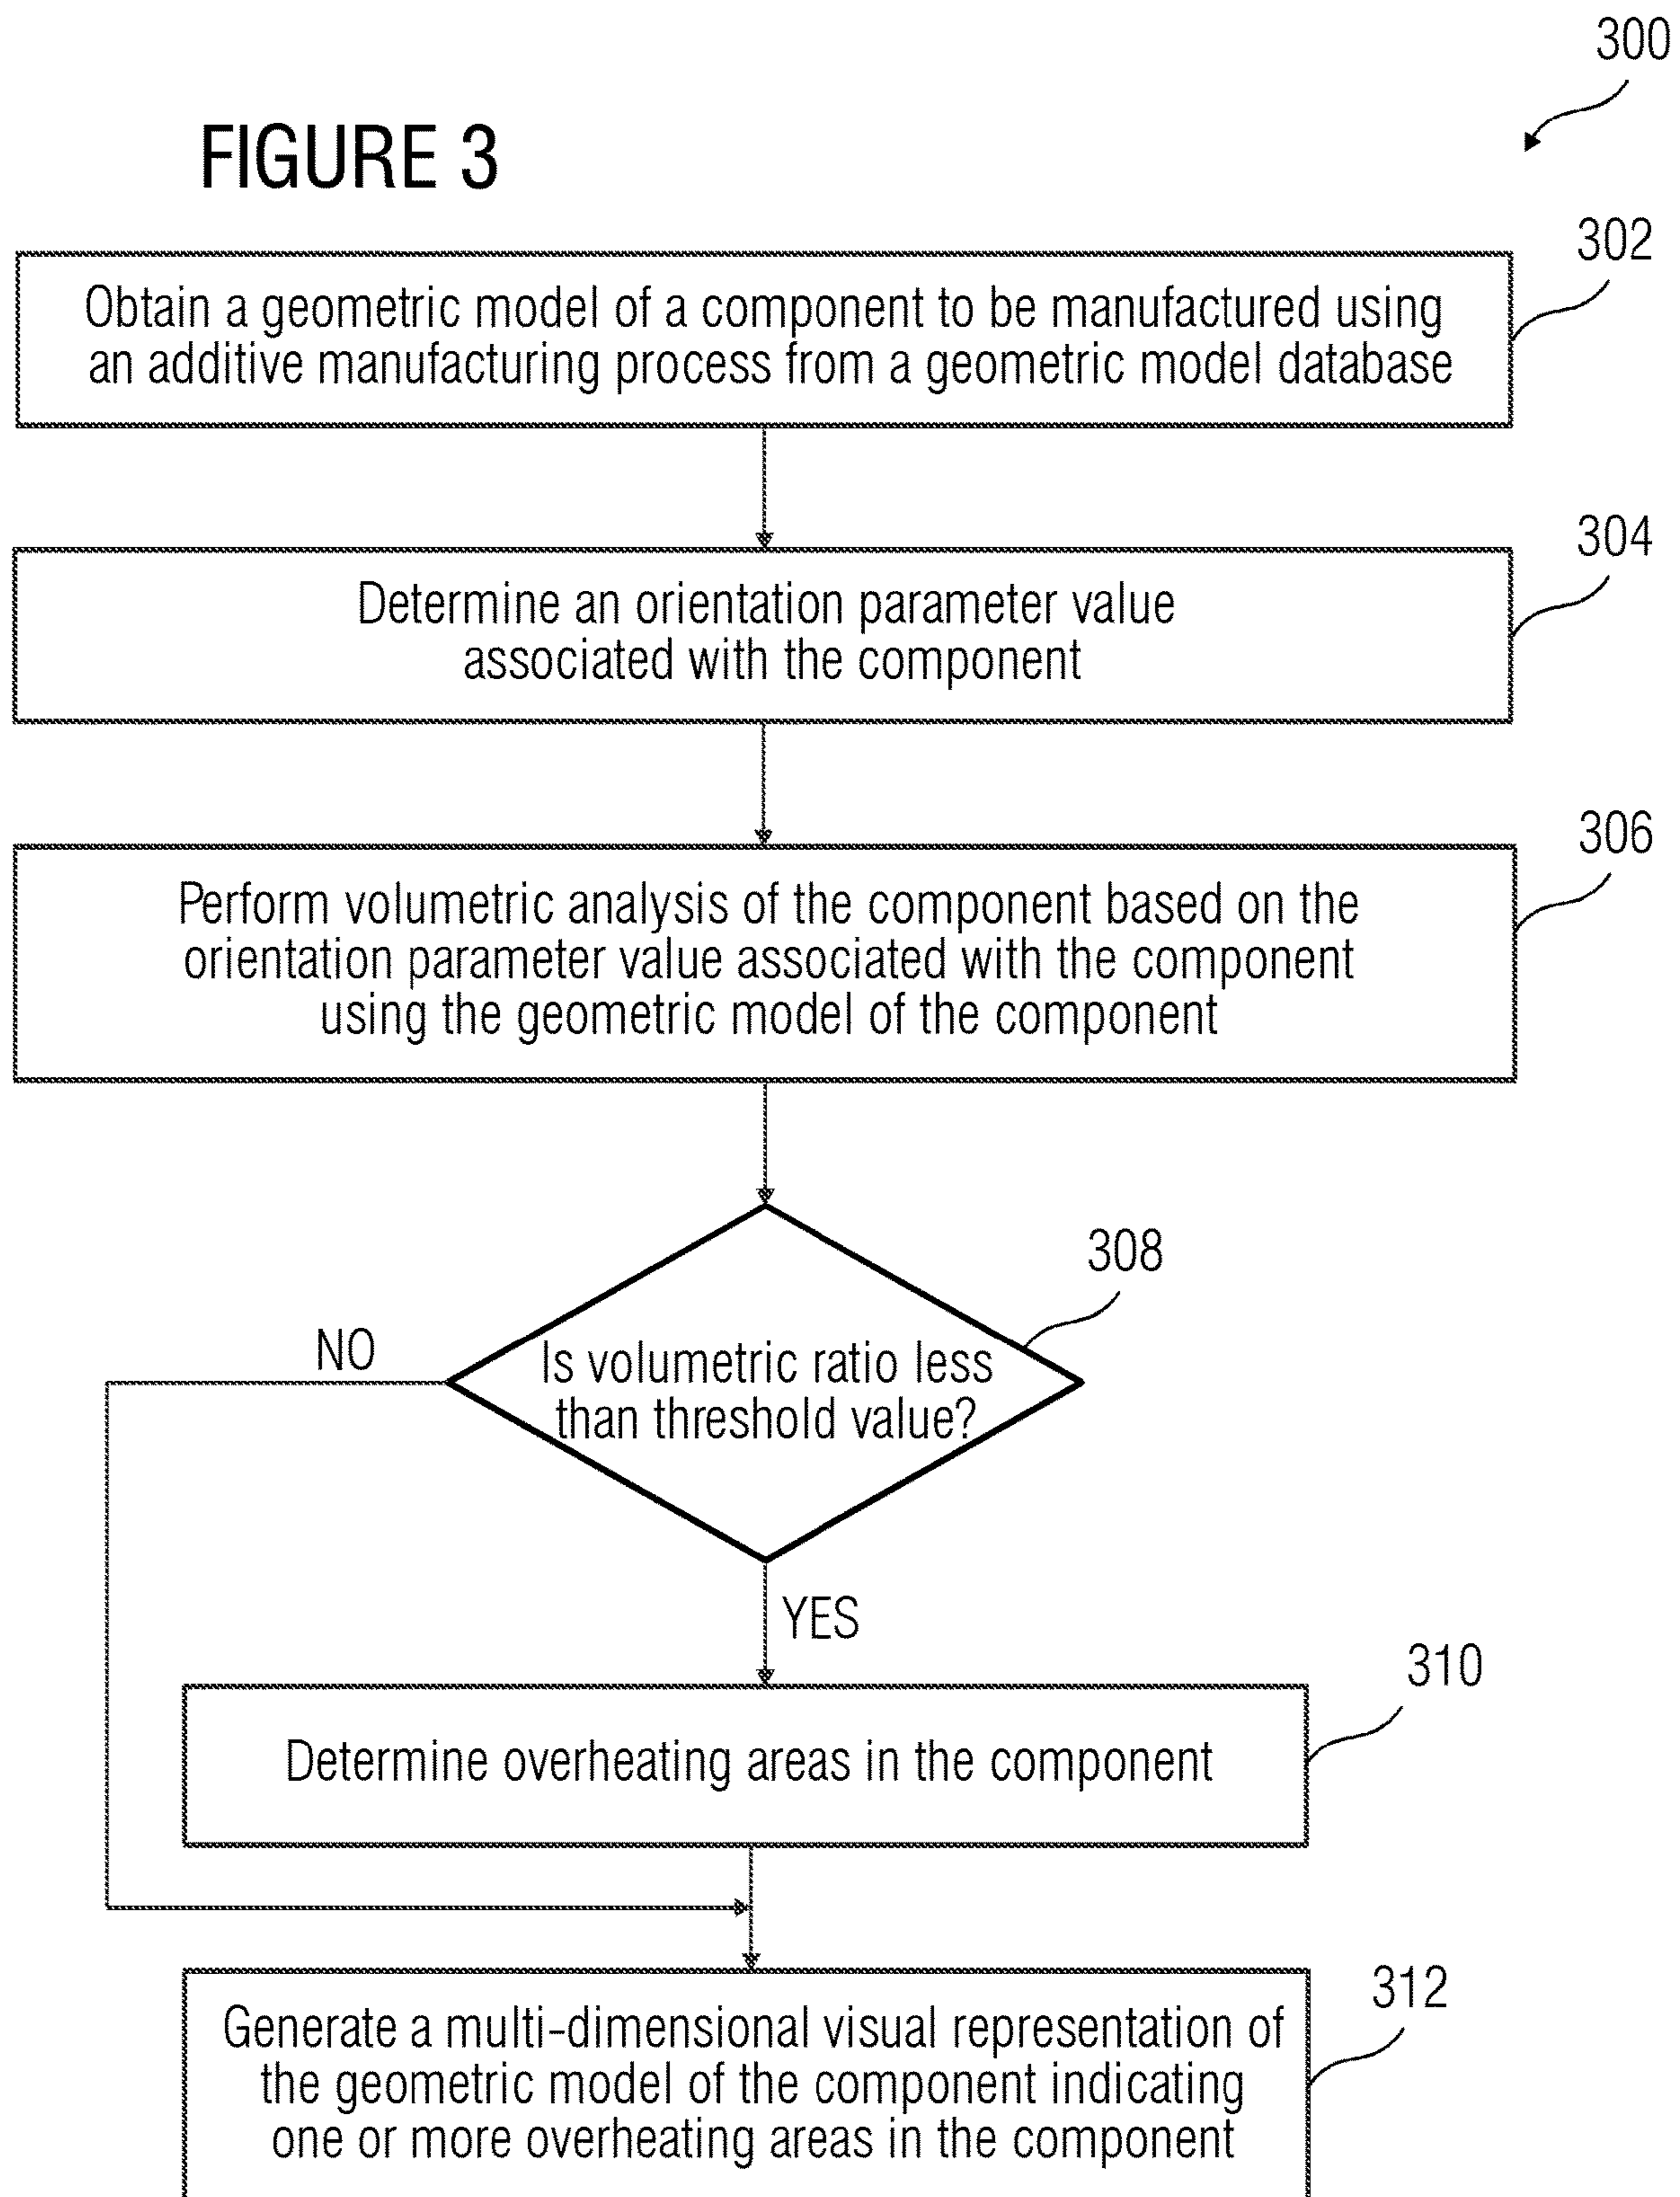 300
FIGURE 3
302
Obtain a geometric model of a component to be manufactured using
an additive manufacturing process from a geometric model database
304
Determine an orientation parameter value
associated with the component
306
Perform volumetric analysis of the component based on the
orientation parameter value associated with the component
using the geometric model of the component
308
NO
Is volumetric ratio less
than threshold value?
YES
310
Determine overheating areas in the component
312
Generate a multi-dimensional visual representation of
the geometric model of the component indicating
one or more overheating areas in the component